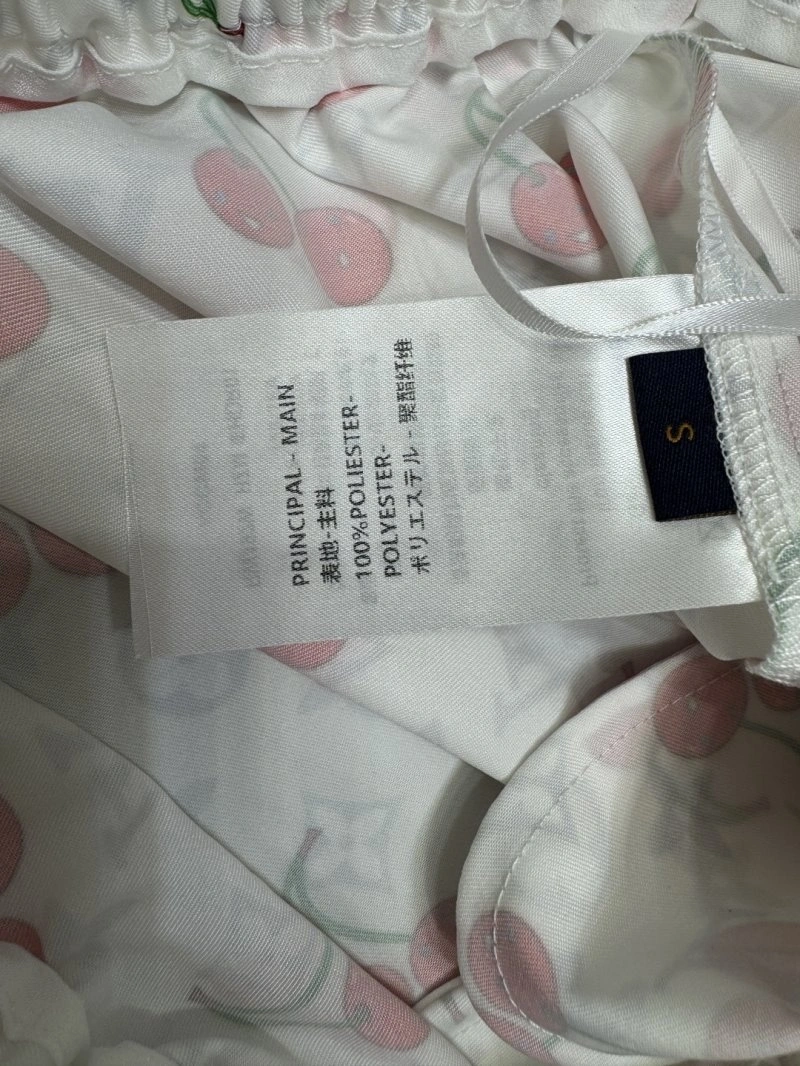 PRINCIPAL - MAIN
表地-主料
100%POLIESTER-
POLYESTER-
ポリエステル - 聚酯纤维
S